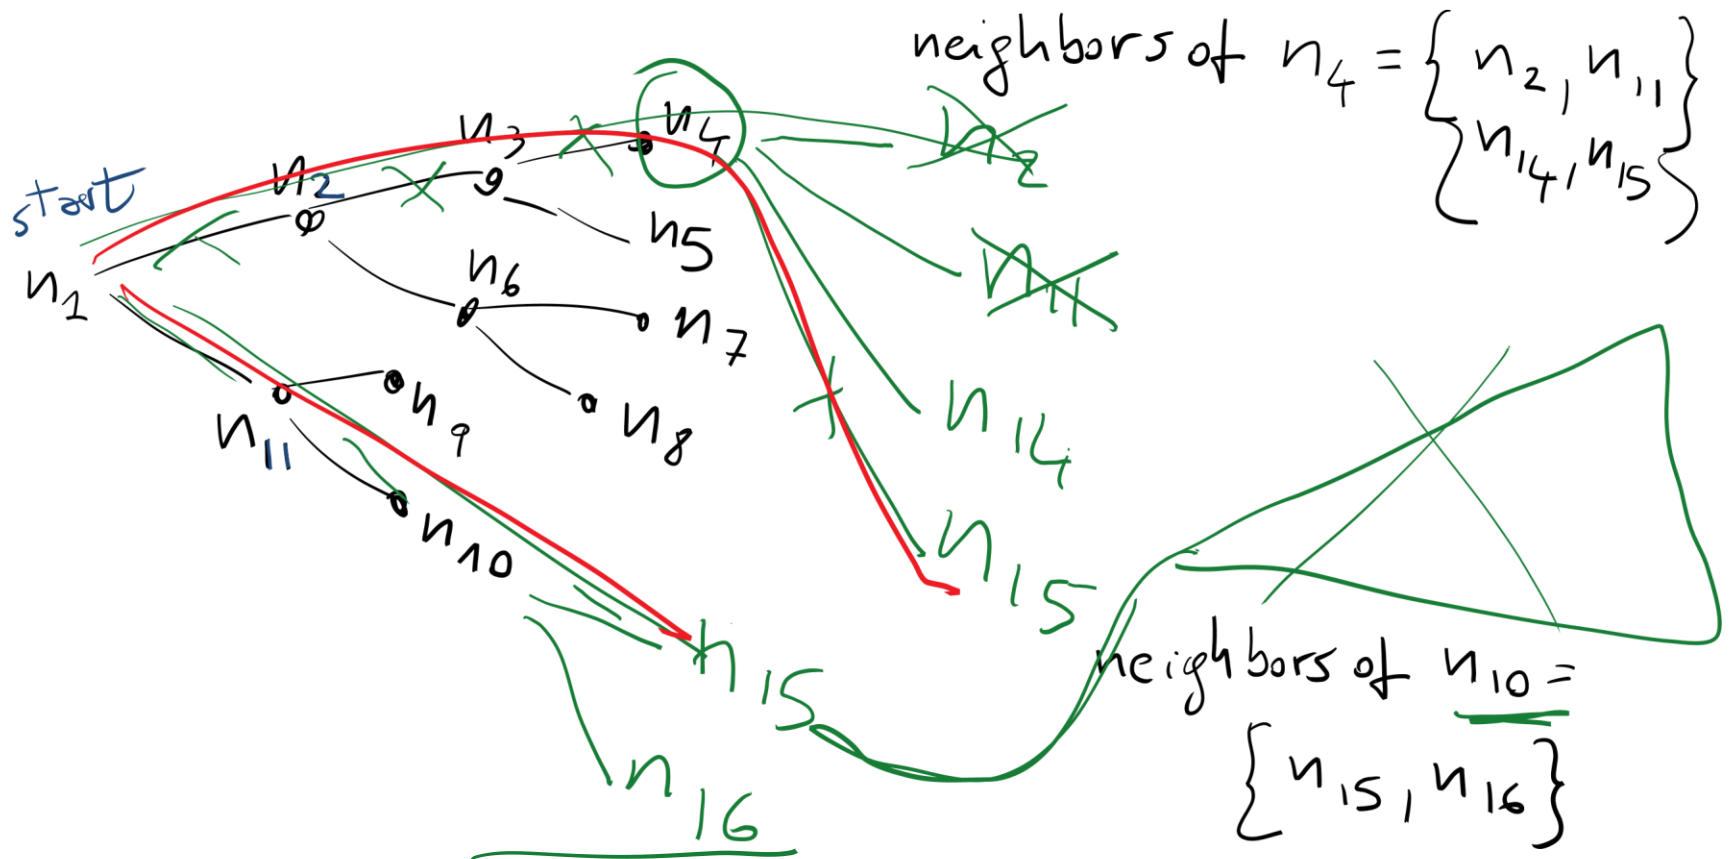 neighbors of n4 = { n2, n11
n14, n15 }
n3
n4
n2
n2
start
n5
n1
n6
n11
n7
n9
n8
n14
n11
n10
n15
n15
neighbors of n10 =
{ n15, n16 }
n16